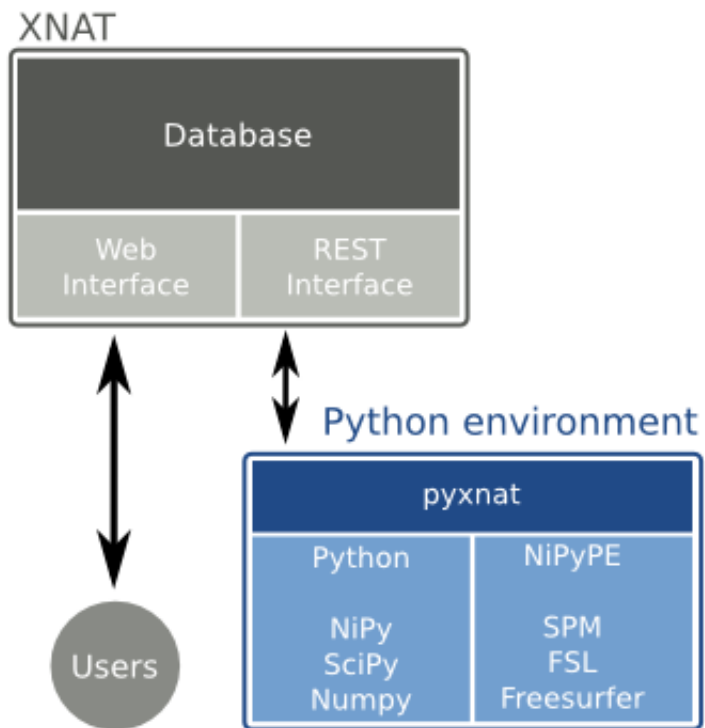 XNAT
Database
Web
Interface
REST
Interface
Python environment
pyxnat
Python
NiPy
SciPy
Numpy
NiPyPE
SPM
FSL
Freesurfer
Users